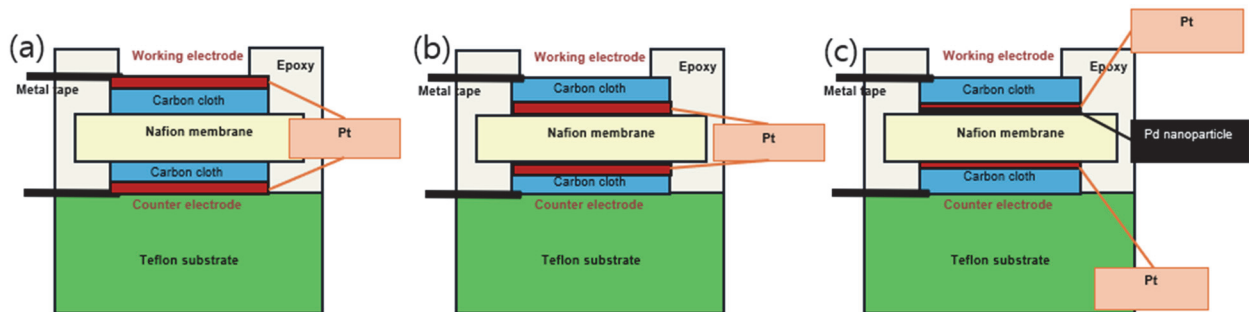 (a)
Working electrode
Epoxy
Metal tape
Carbon cloth
Nafion membrane
Pt
Carbon cloth
Counter electrode
Teflon substrate
(b)
Working electrode
Epoxy
Metal tape
Carbon cloth
Nafion membrane
Pt
Carbon cloth
Counter electrode
Teflon substrate
(c)
Pt
Working electrode
Epoxy
Metal tape
Carbon cloth
Nafion membrane
Pd nanoparticle
Carbon cloth
Counter electrode
Teflon substrate
Pt